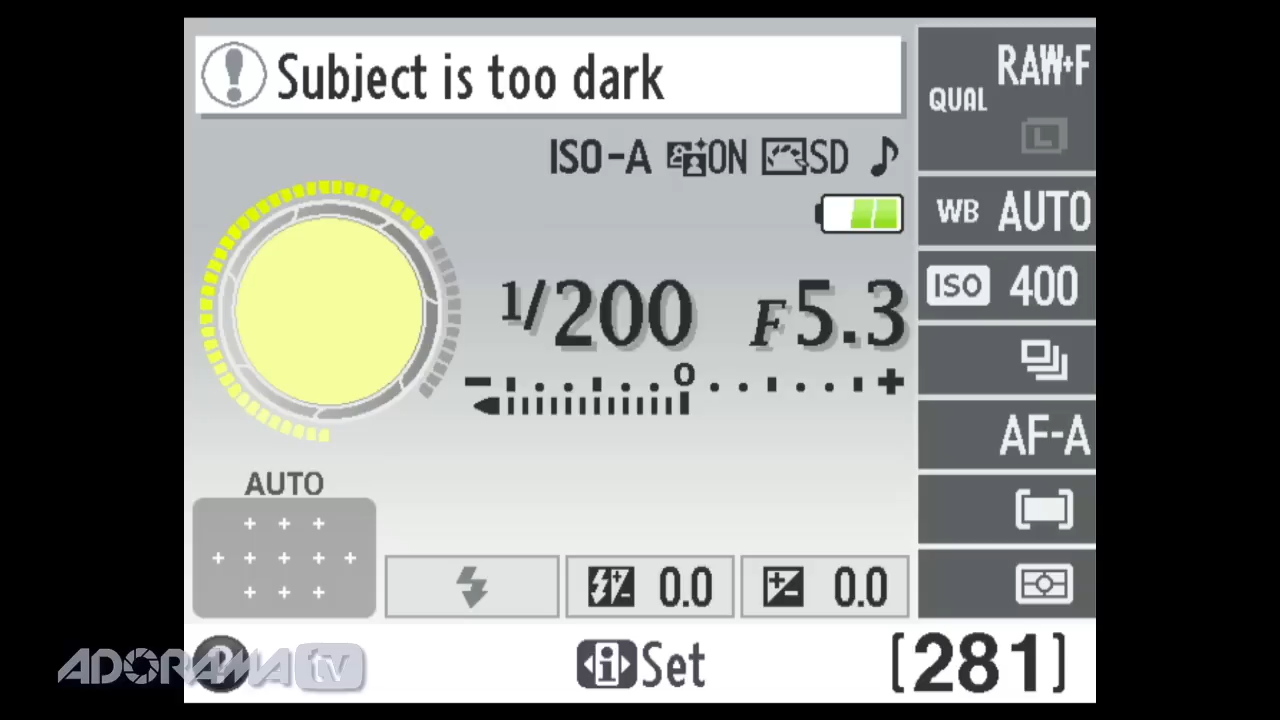 Subject is too dark
RAW+F
QUAL
L
ISO-A ON SD
WB AUTO
1/200 F5.3
ISO 400
- 0 +
AF-A
AUTO
0.0 0.0
ADORAMA tv
? i Set [281]